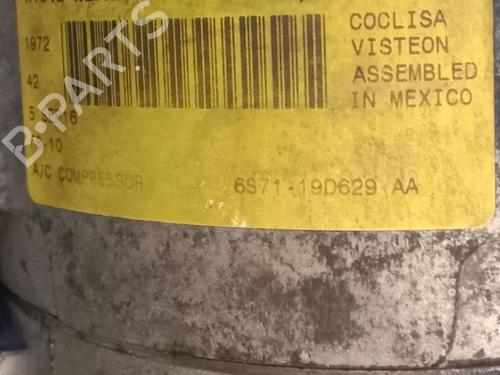 COCLISA
1972
VISTEON
42
ASSEMBLED
IN MEXICO
A/C COMPRESSOR 6S71-19D629 AA
B-PARTS